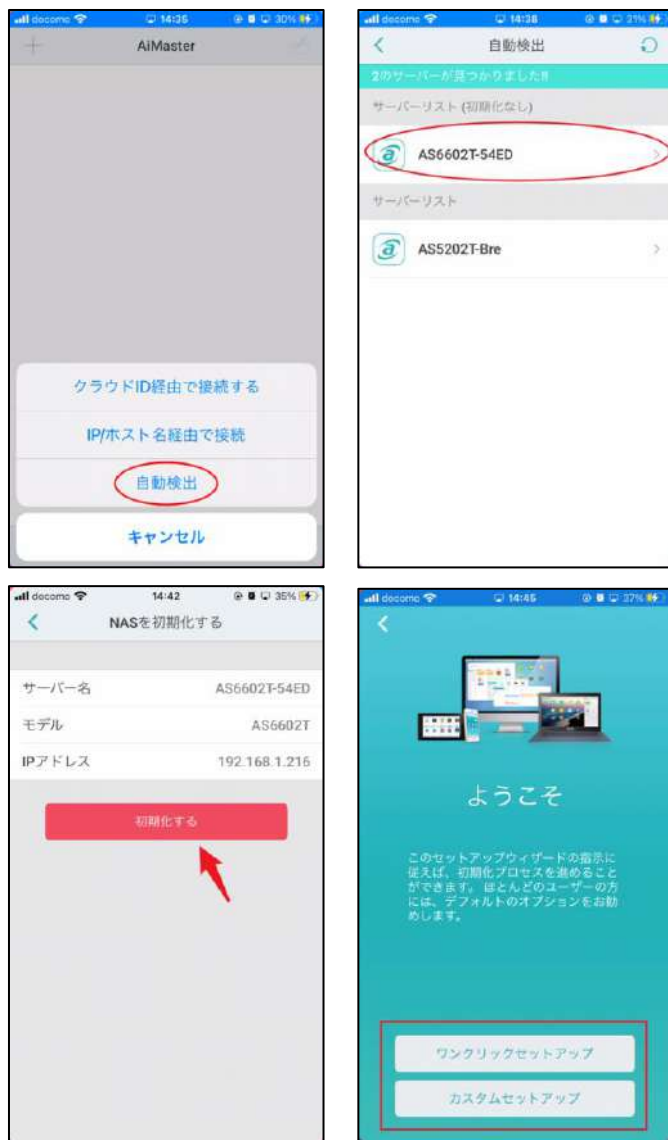 docomo 14:35 30%
AiMaster
クラウドID経由で接続する
IP/ホスト名経由で接続
自動検出
キャンセル
docomo 14:38 31%
自動検出
2のサーバーが見つかりました!!
サーバーリスト (初期化なし)
AS6602T-54ED
サーバーリスト
AS5202T-Bre
docomo 14:42 35%
NASを初期化する
サーバー名 AS6602T-54ED
モデル AS6602T
IPアドレス 192.168.1.216
初期化する
docomo 14:45 37%
ようこそ
このセットアップウィザードの指示に
従えば、初期化プロセスを進めること
ができます。 ほとんどのユーザーの方
には、デフォルトのオプションをお勧
めします。
ワンクリックセットアップ
カスタムセットアップ